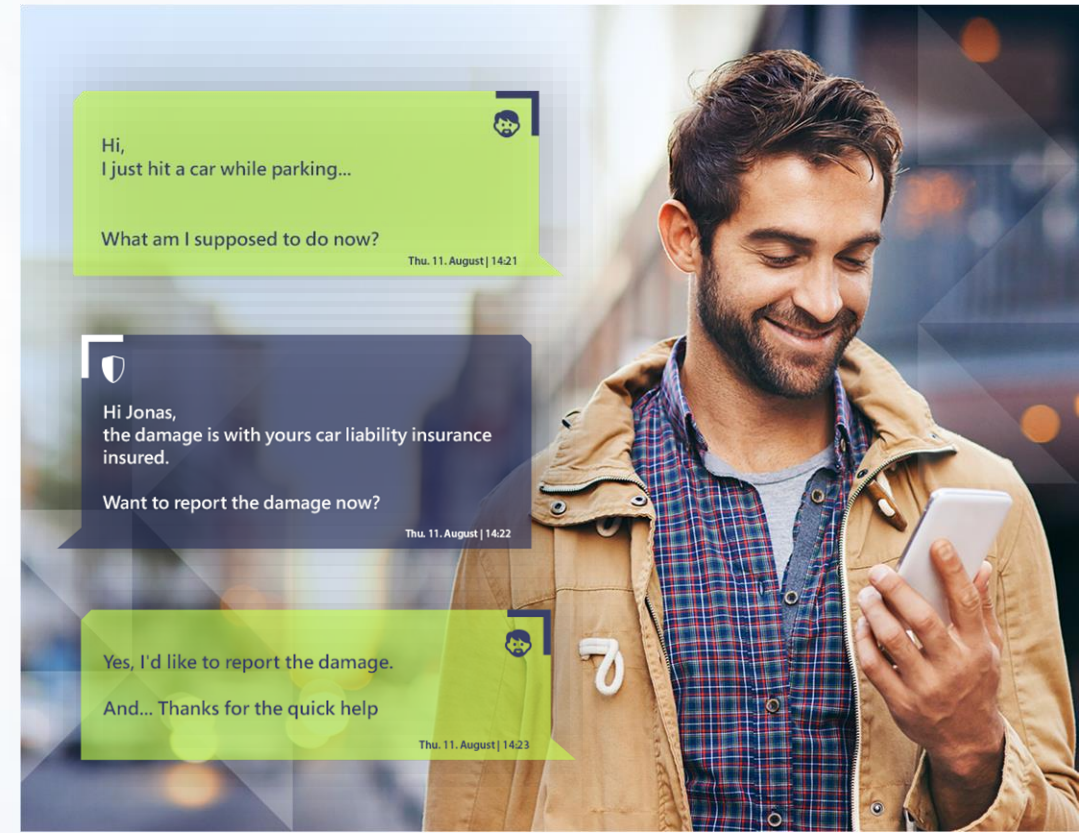 Hi,
I just hit a car while parking...
What am I supposed to do now?
Thu. 11. August | 14:21
Hi Jonas,
the damage is with yours car liability insurance
insured.
Want to report the damage now?
Thu. 11. August | 14:22
Yes, I'd like to report the damage.
And... Thanks for the quick help
Thu. 11. August | 14:23